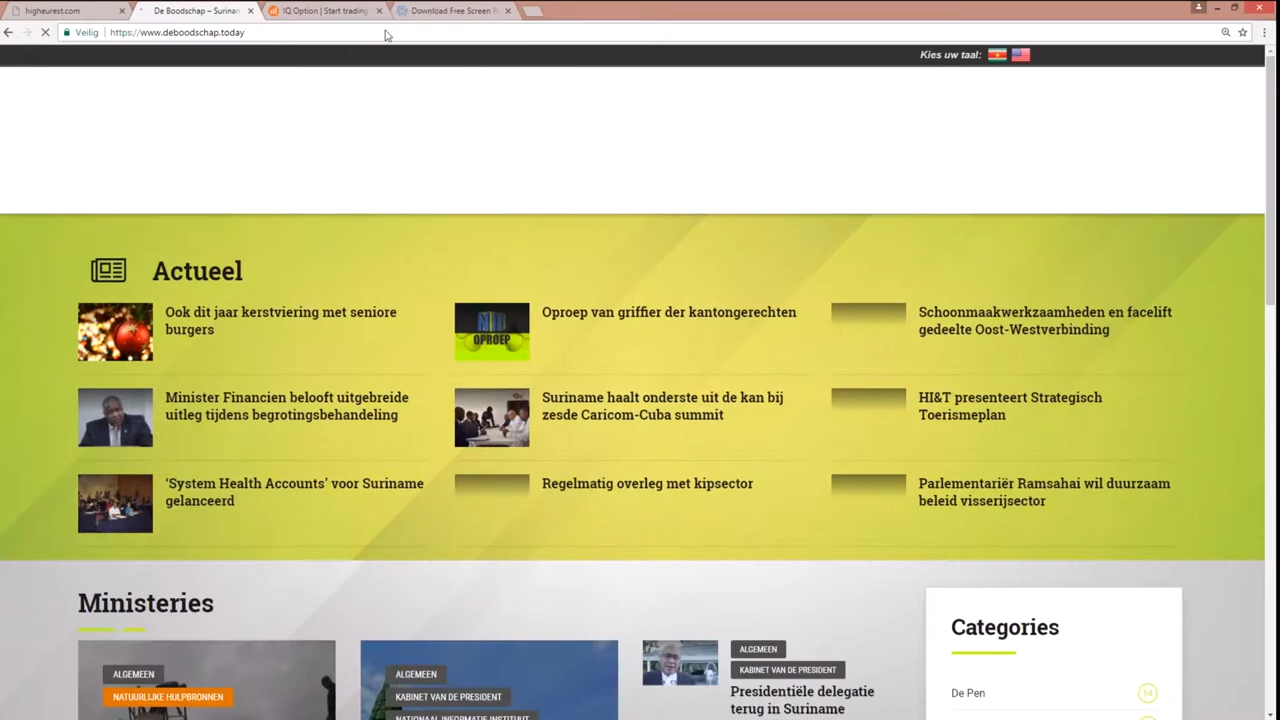 higheurest.com
De Boodschap – Surinam
IQ Option | Start trading
Download Free Screen R
Veilig
https://www.deboodschap.today
Kies uw taal:
Actueel
Ook dit jaar kerstviering met seniore
burgers
Oproep van griffier der kantongerechten
OPROEP
Schoonmaakwerkzaamheden en facelift
gedeelte Oost-Westverbinding
Minister Financien belooft uitgebreide
uitleg tijdens begrotingsbehandeling
Suriname haalt onderste uit de kan bij
zesde Caricom-Cuba summit
HI&T presenteert Strategisch
Toerismeplan
‘System Health Accounts’ voor Suriname
gelanceerd
Regelmatig overleg met kipsector
Parlementariër Ramsahai wil duurzaam
beleid visserijsector
Ministeries
ALGEMEEN
NATUURLIJKE HULPBRONNEN
ALGEMEEN
KABINET VAN DE PRESIDENT
NATIONAAL INFORMATIE INSTITUUT
ALGEMEEN
KABINET VAN DE PRESIDENT
Presidentiële delegatie
terug in Suriname
Categories
De Pen
14